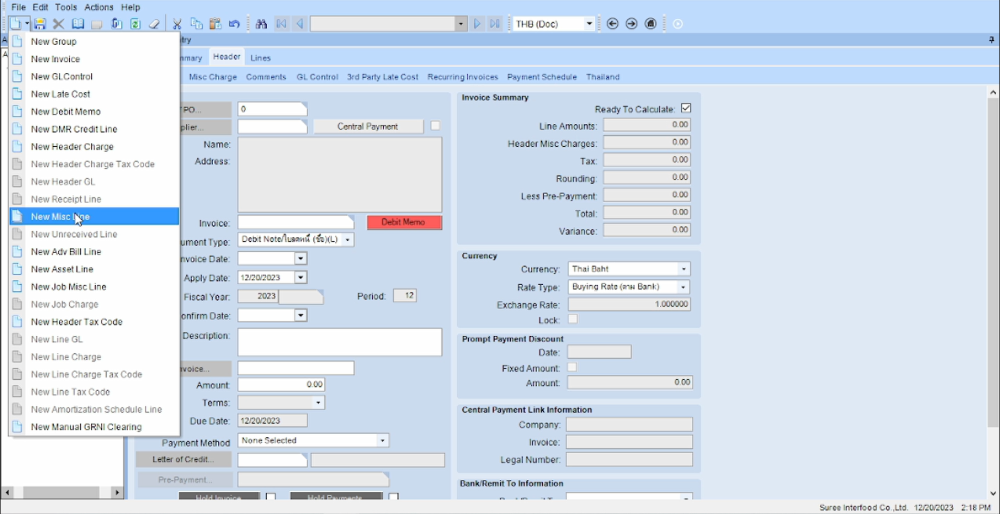 File Edit Tools Actions Help
THB (Doc)
New Group
New Invoice
New GLControl
New Late Cost
New Debit Memo
New DMR Credit Line
New Header Charge
New Header Charge Tax Code
New Header GL
New Receipt Line
New Misc Line
New Unreceived Line
New Adv Bill Line
New Asset Line
New Job Misc Line
New Job Charge
New Header Tax Code
New Line GL
New Misc Charge
New Line Charge Tax Code
New Line Tax Code
New Amortization Schedule Line
New Manual GRNI Clearing
try
mmary Header Lines
Misc Charge Comments GL Control 3rd Party Late Cost Recurring Invoices Payment Schedule Thailand
PO... 0
plier... Central Payment
Name:
Address:
Invoice: Debit Memo
ument Type: Debit Note/ใบลดหนี้ (ซื้อ)(L)
nvoice Date:
Apply Date: 12/20/2023
Fiscal Year: 2023 Period: 12
onfirm Date:
Description:
nvoice...
Amount: 0.00
Terms:
Due Date: 12/20/2023
Payment Method None Selected
Letter of Credit...
Pre-Payment...
Hold Invoice Hold Payments
Invoice Summary
Ready To Calculate:
Line Amounts: 0.00
Header Misc Charges: 0.00
Tax: 0.00
Rounding: 0.00
Less Pre-Payment: 0.00
Total: 0.00
Variance: 0.00
Currency
Currency: Thai Baht
Rate Type: Buying Rate (ตาม Bank)
Exchange Rate: 1.000000
Lock:
Prompt Payment Discount
Date:
Fixed Amount:
Amount: 0.00
Central Payment Link Information
Company:
Invoice:
Legal Number:
Bank/Remit To Information
Suree Interfood Co.,Ltd. 12/20/2023 2:18 PM